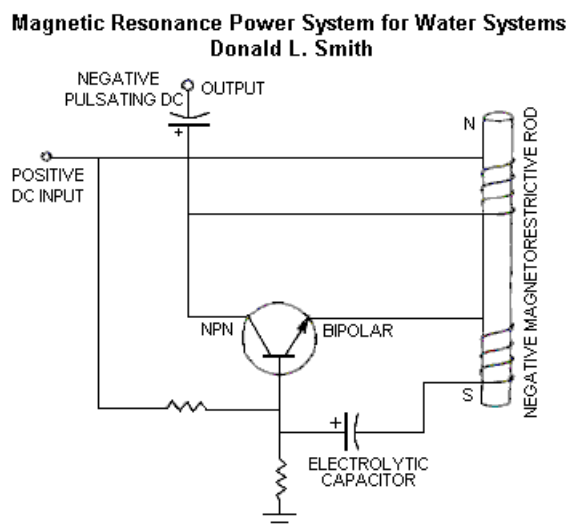 Magnetic Resonance Power System for Water Systems
Donald L. Smith
NEGATIVE
PULSATING DC
OUTPUT
+
N
POSITIVE
DC INPUT
NEGATIVE MAGNETORESTRICTIVE ROD
NPN
BIPOLAR
S
+
ELECTROLYTIC
CAPACITOR